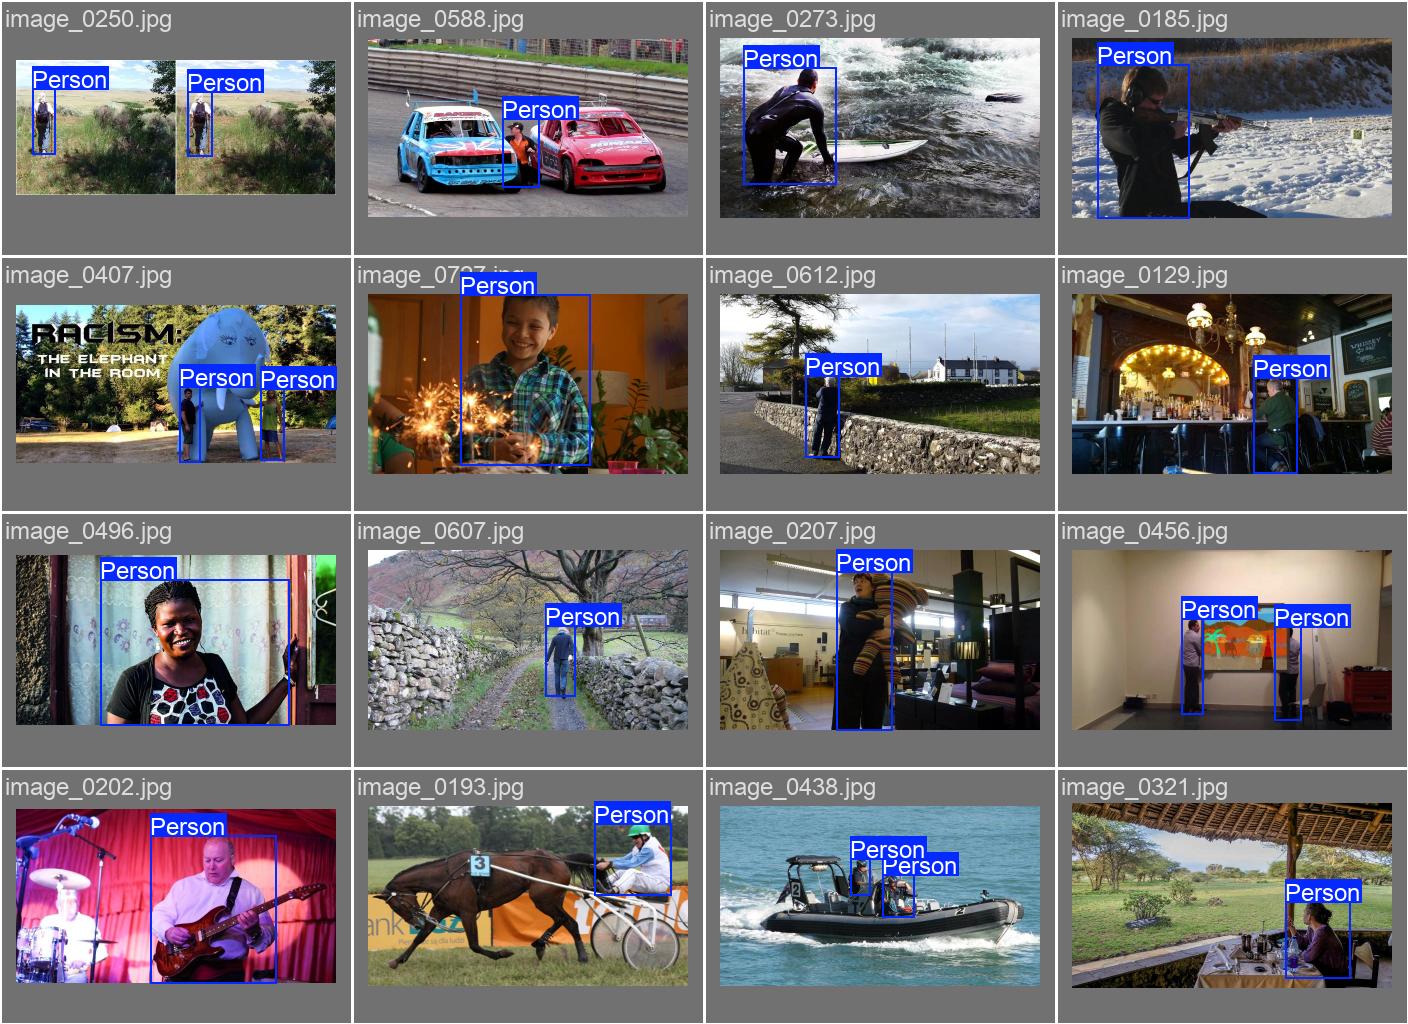 image_0250.jpg
Person
Person
image_0588.jpg
Person
image_0273.jpg
Person
image_0185.jpg
Person
image_0407.jpg
RACISM:
THE ELEPHANT
IN THE ROOM
Person
Person
Person
image_0612.jpg
Person
image_0129.jpg
WHISKEY
Person
image_0496.jpg
Person
image_0607.jpg
Person
image_0207.jpg
Person
habitat
image_0456.jpg
Person
Person
image_0202.jpg
Person
image_0193.jpg
Person
3
image_0438.jpg
Person
Person
2
image_0321.jpg
Person